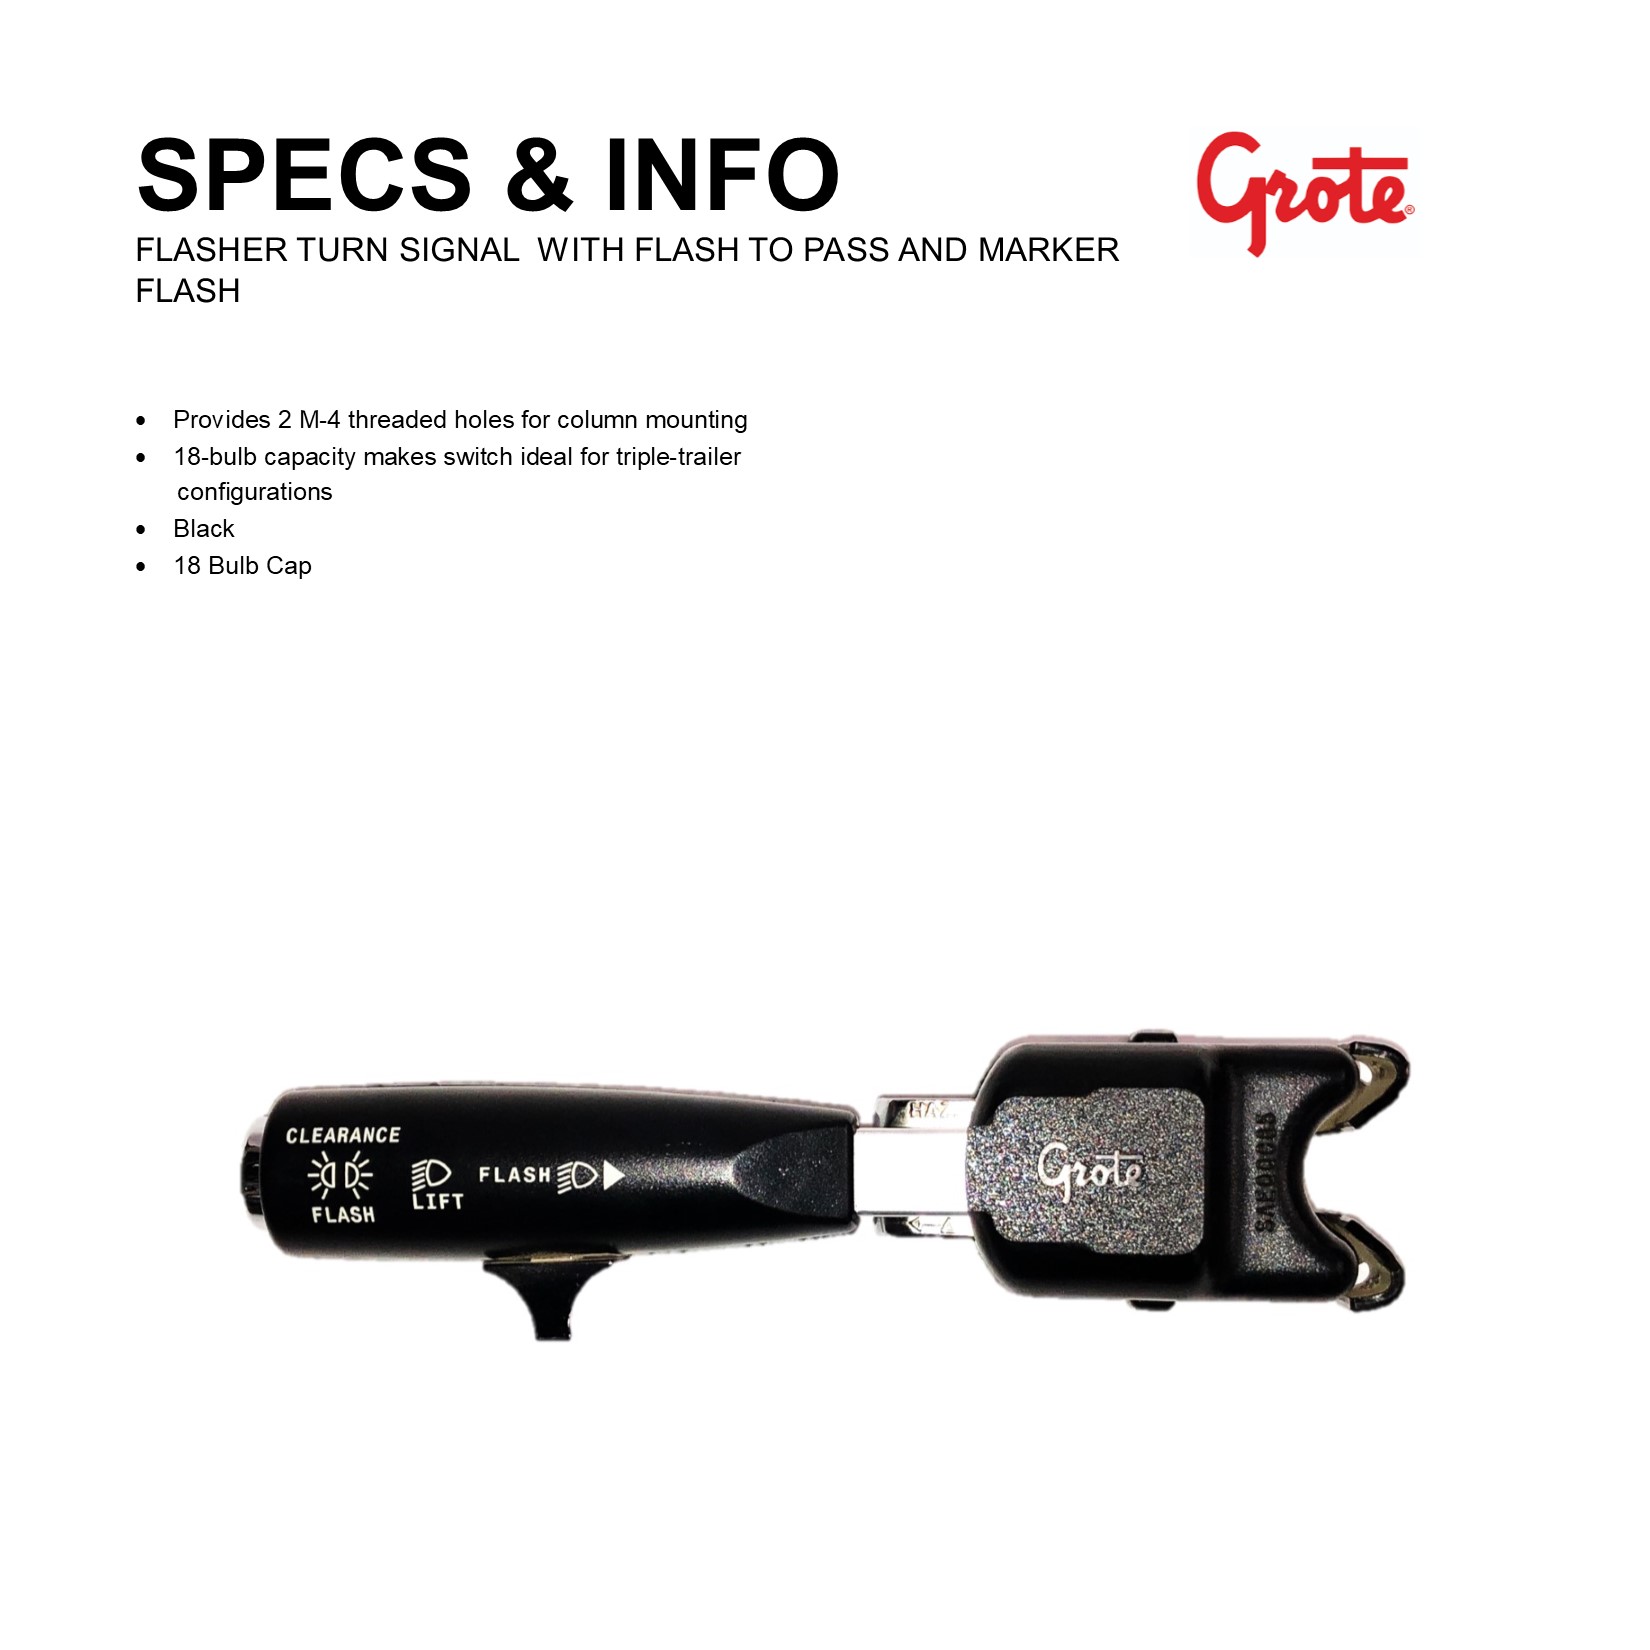 SPECS & INFO
Grote®
FLASHER TURN SIGNAL WITH FLASH TO PASS AND MARKER
FLASH
• Provides 2 M-4 threaded holes for column mounting
• 18-bulb capacity makes switch ideal for triple-trailer
configurations
• Black
• 18 Bulb Cap
CLEARANCE
FLASH
LIFT
FLASH
Grote